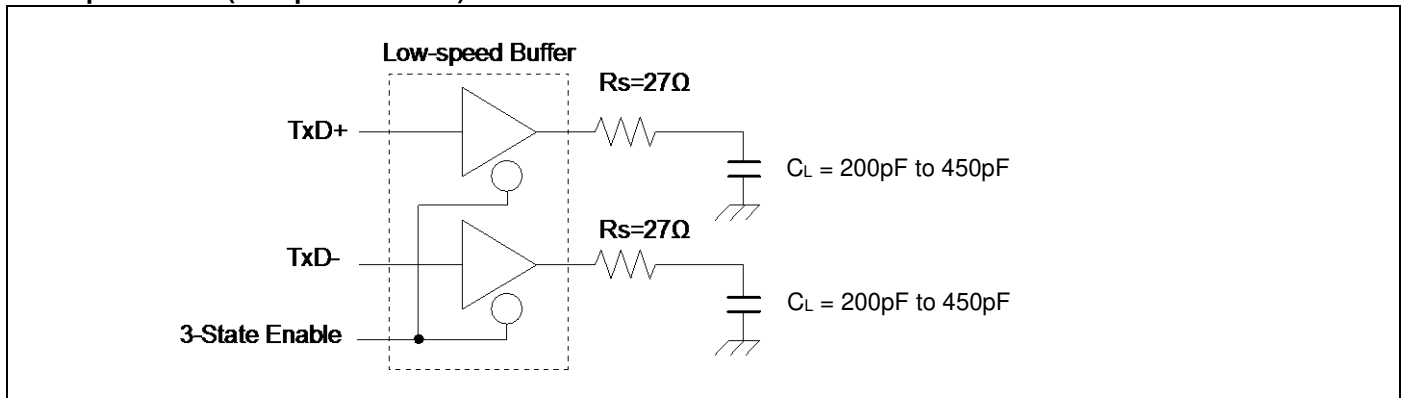 Low-speed Buffer
Rs=27Ω
TxD+
CL = 200pF to 450pF
Rs=27Ω
TxD-
CL = 200pF to 450pF
3-State Enable